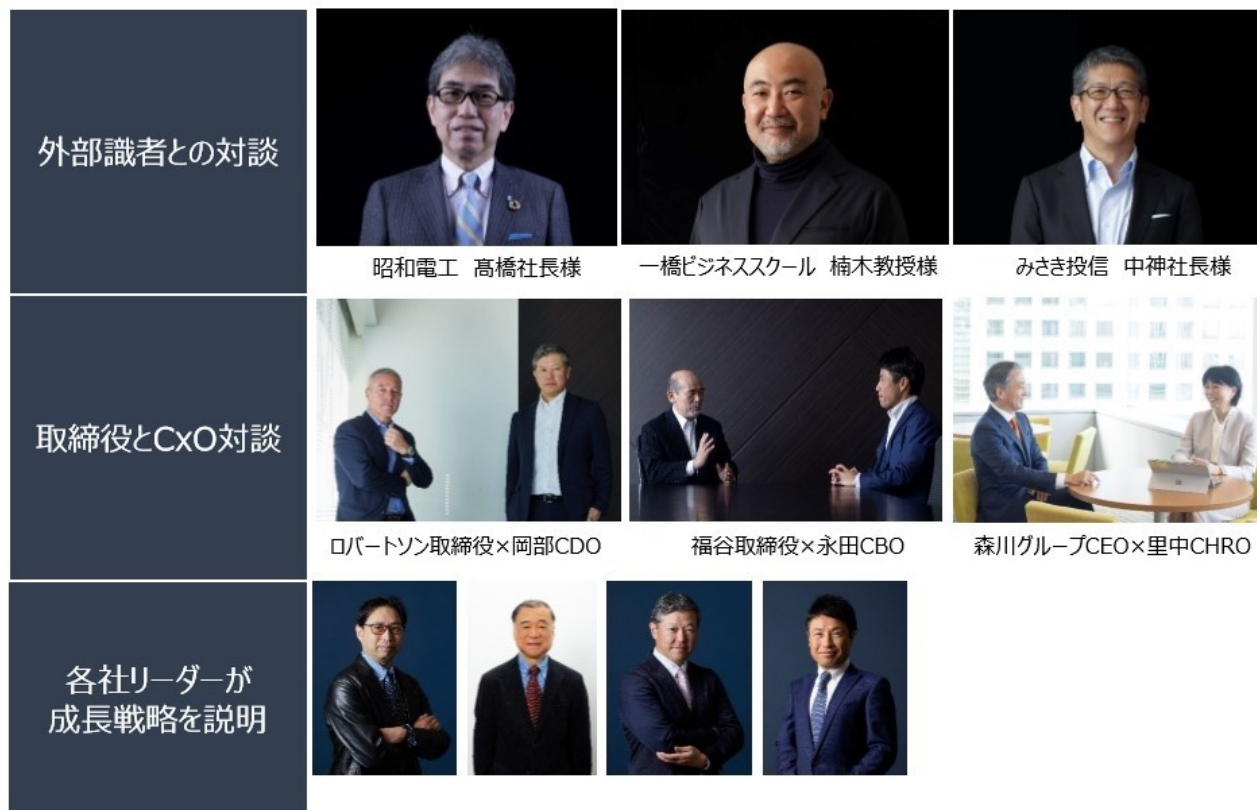 外部識者との対談
昭和電工　髙橋社長様
一橋ビジネススクール　楠木教授様
みさき投信　中神社長様
取締役とCxO対談
ロバートソン取締役×岡部CDO
福谷取締役×永田CBO
森川グループCEO×里中CHRO
各社リーダーが
成長戦略を説明